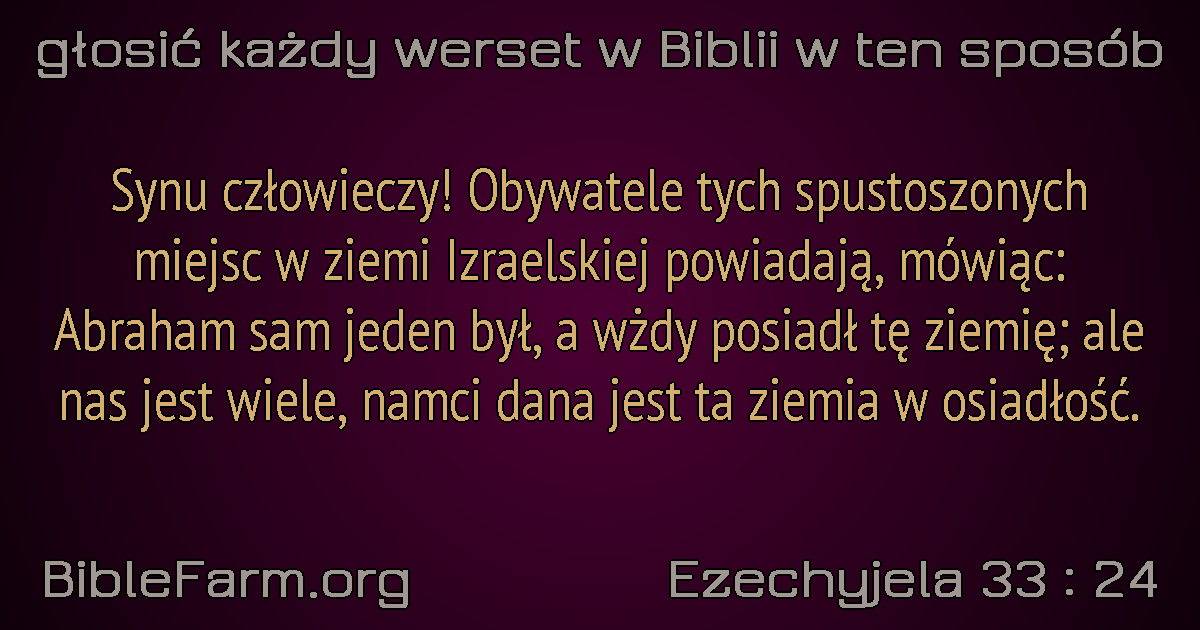 głosić każdy werset w Biblii w ten sposób
Synu człowieczy! Obywatele tych spustoszonych
miejsc w ziemi Izraelskiej powiadają, mówiąc:
Abraham sam jeden był, a wżdy posiadł tę ziemię; ale
nas jest wiele, namci dana jest ta ziemia w osiadłość.
BibleFarm.org
Ezechyjela 33 : 24